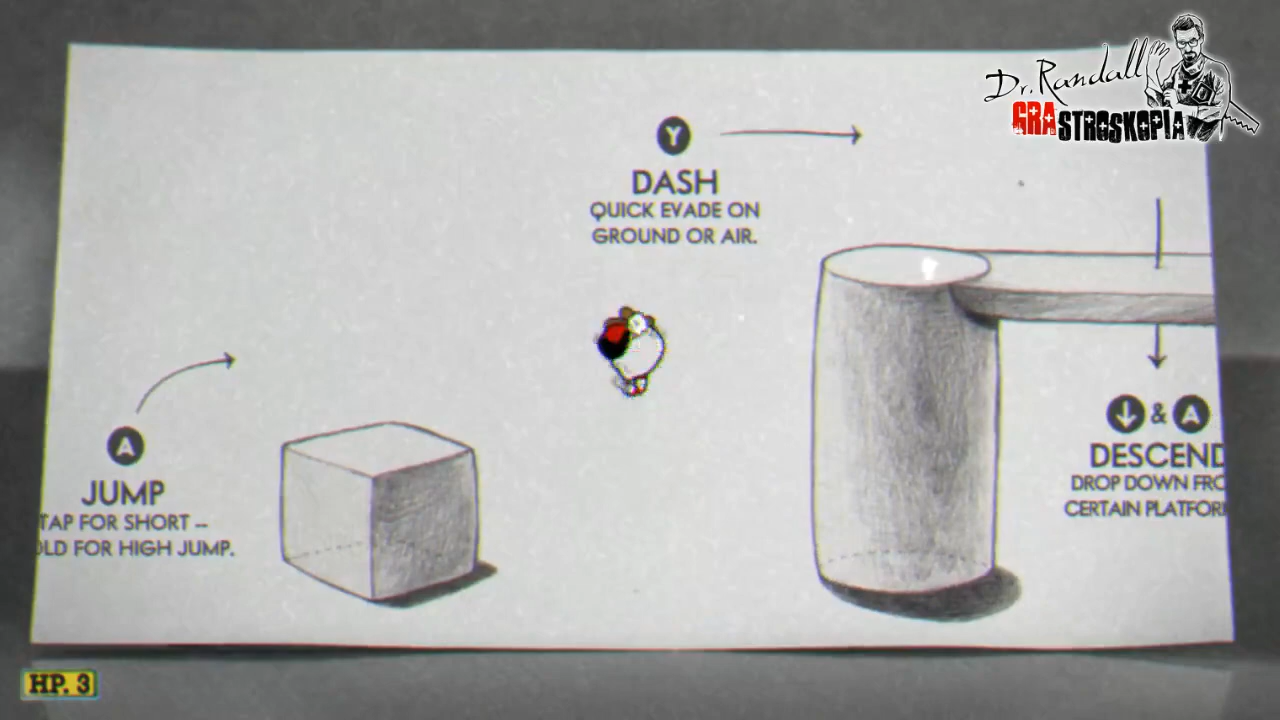 Dr. Randall
GRASTROSKOPIA
Y
DASH
QUICK EVADE ON
GROUND OR AIR.
A
JUMP
TAP FOR SHORT --
OLD FOR HIGH JUMP.
& A
DESCEND
DROP DOWN FRO
CERTAIN PLATFOR
HP. 3